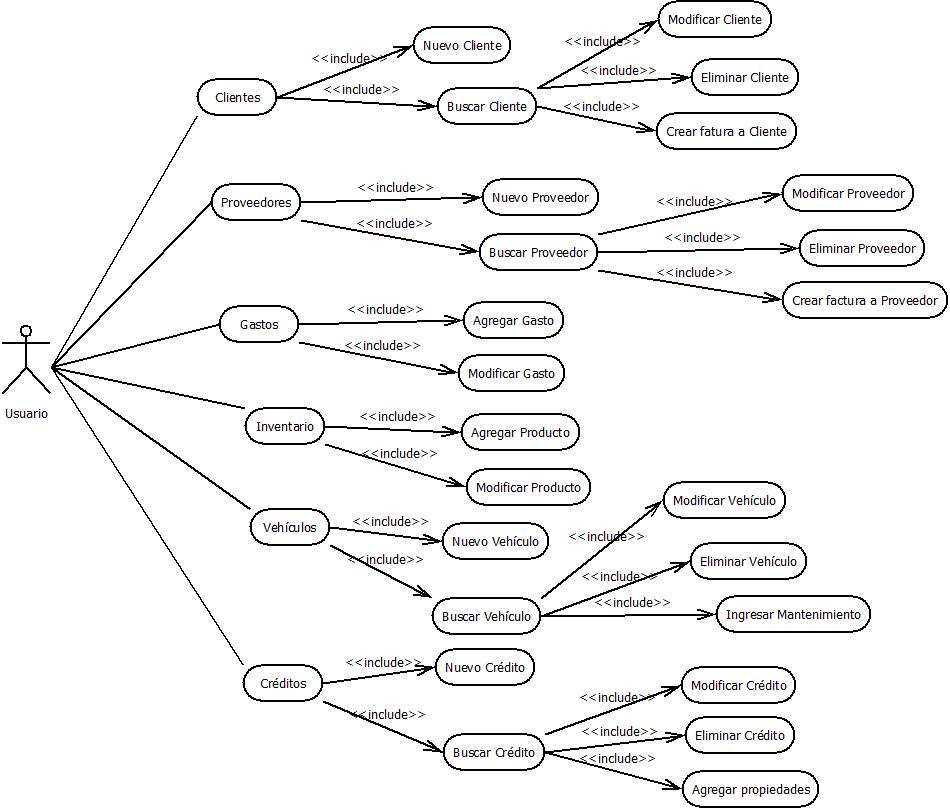 Modificar Cliente
<<include>>
Nuevo Cliente
<<include>>
<<include>>
Eliminar Cliente
<<include>>
Clientes
Buscar Cliente
<<include>>
Crear fatura a Cliente
<<include>>
Proveedores
Nuevo Proveedor
Modificar Proveedor
<<include>>
<<include>>
<<include>>
Buscar Proveedor
Eliminar Proveedor
<<include>>
Crear factura a Proveedor
<<include>>
Gastos
Agregar Gasto
<<include>>
Modificar Gasto
Usuario
<<include>>
Inventario
Agregar Producto
<<include>>
Modificar Producto
Modificar Vehículo
<<include>>
Vehículos
Nuevo Vehículo
<<include>>
<<include>>
Eliminar Vehículo
<<include>>
Buscar Vehículo
<<include>>
Ingresar Mantenimiento
<<include>>
Nuevo Crédito
Créditos
Modificar Crédito
<<include>>
<<include>>
Buscar Crédito
<<include>>
Eliminar Crédito
<<include>>
Agregar propiedades